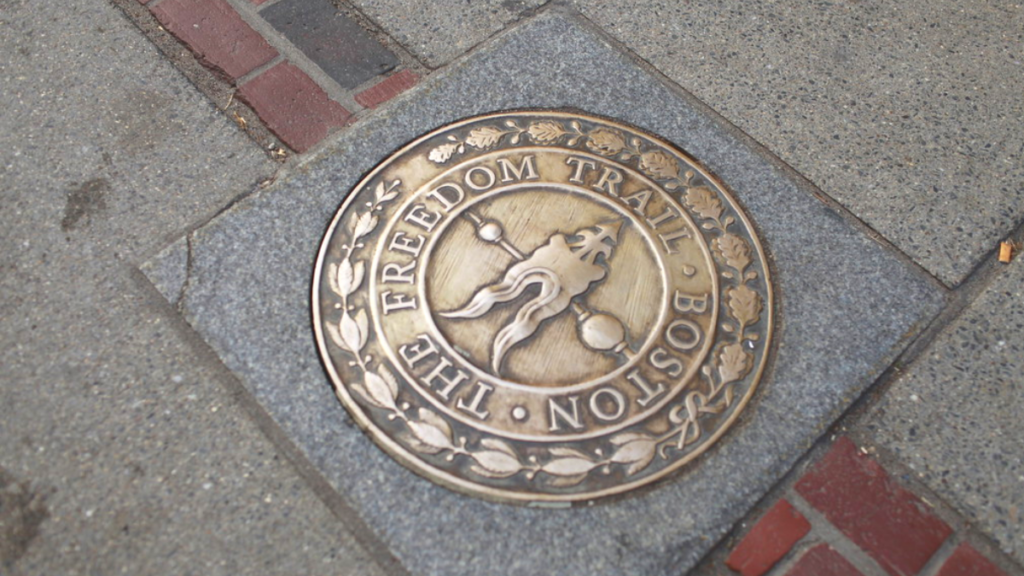 THE FREEDOM TRAIL · BOSTON ·